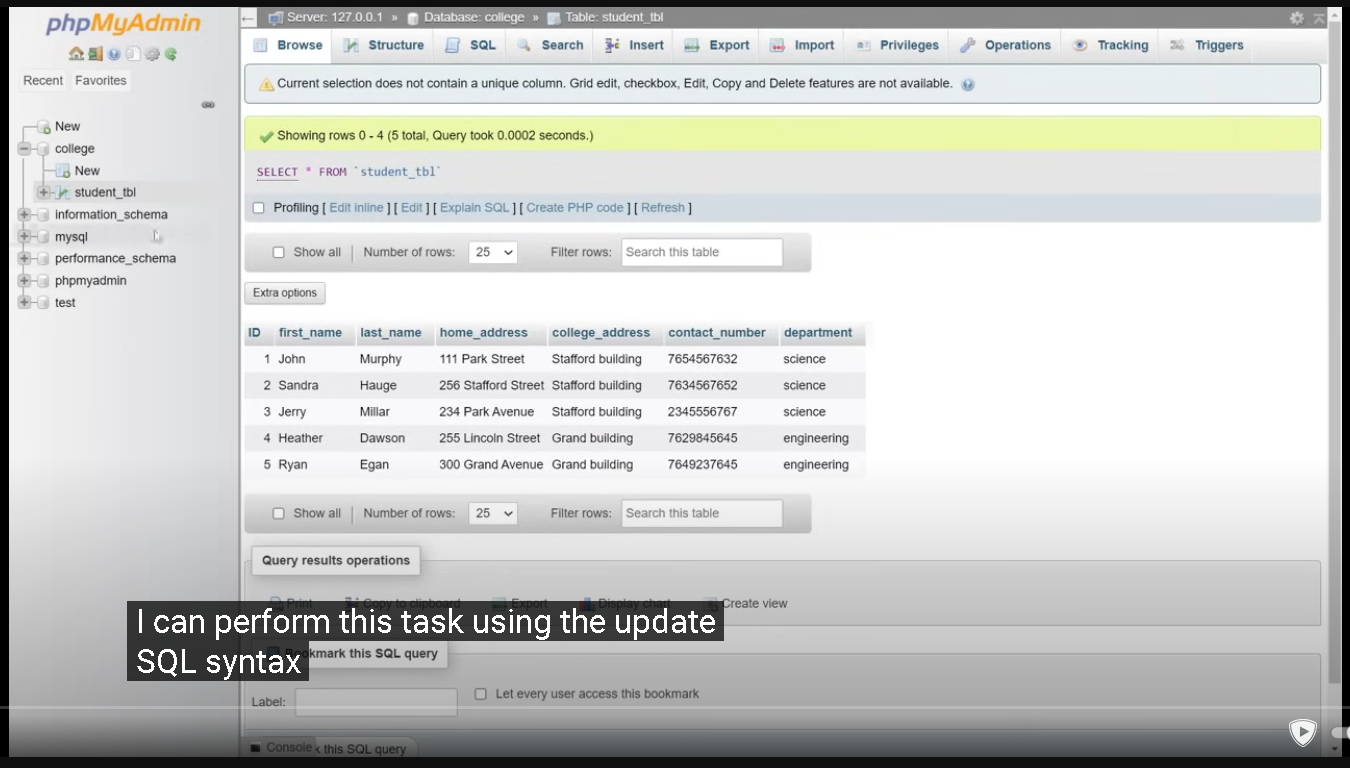 phpMyAdmin
Recent Favorites
New
college
New
student_tbl
information_schema
mysql
performance_schema
phpmyadmin
test
Server: 127.0.0.1 » Database: college » Table: student_tbl
Browse Structure SQL Search Insert Export Import Privileges Operations Tracking Triggers
Current selection does not contain a unique column. Grid edit, checkbox, Edit, Copy and Delete features are not available.
Showing rows 0 - 4 (5 total, Query took 0.0002 seconds.)
SELECT * FROM `student_tbl`
Profiling [ Edit inline ] [ Edit ] [ Explain SQL ] [ Create PHP code ] [ Refresh ]
Show all | Number of rows: 25 Filter rows: Search this table
Extra options
ID first_name last_name home_address college_address contact_number department
1 John Murphy 111 Park Street Stafford building 7654567632 science
2 Sandra Hauge 256 Stafford Street Stafford building 7634567652 science
3 Jerry Millar 234 Park Avenue Stafford building 2345556767 science
4 Heather Dawson 255 Lincoln Street Grand building 7629845645 engineering
5 Ryan Egan 300 Grand Avenue Grand building 7649237645 engineering
Show all | Number of rows: 25 Filter rows: Search this table
Query results operations
Print Copy to clipboard Export Display chart Create view
I can perform this task using the update
SQL syntax
okmark this SQL query
Label: Let every user access this bookmark
Console k this SQL query